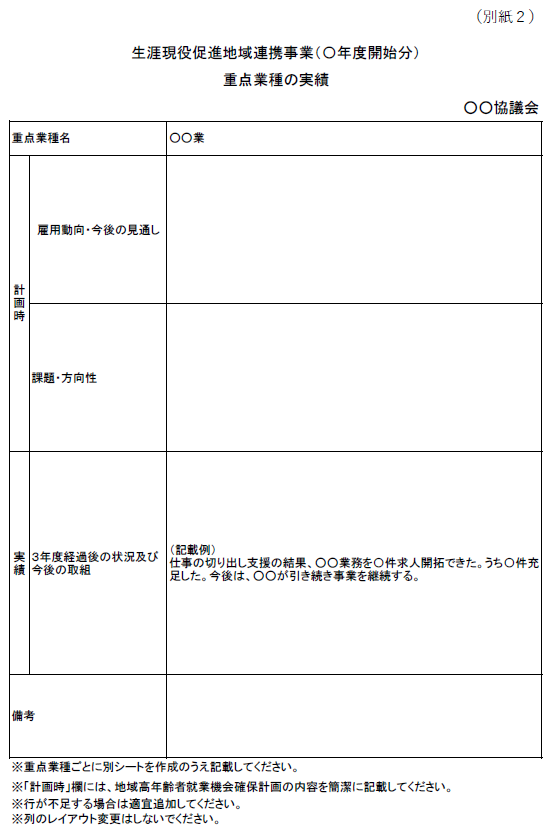 （別紙２）
生涯現役促進地域連携事業（〇年度開始分）
重点業種の実績
〇〇協議会
重点業種名
〇〇業
計画時
雇用動向・今後の見通し
課題・方向性
実績
３年度経過後の状況及び
今後の取組
（記載例）
仕事の切り出し支援の結果、〇〇業務を〇件求人開拓できた。うち〇件充
足した。今後は、〇〇が引き続き事業を継続する。
備考
※重点業種ごとに別シートを作成のうえ記載してください。
※「計画時」欄には、地域高年齢者就業機会確保計画の内容を簡潔に記載してください。
※行が不足する場合は適宜追加してください。
※列のレイアウト変更はしないでください。